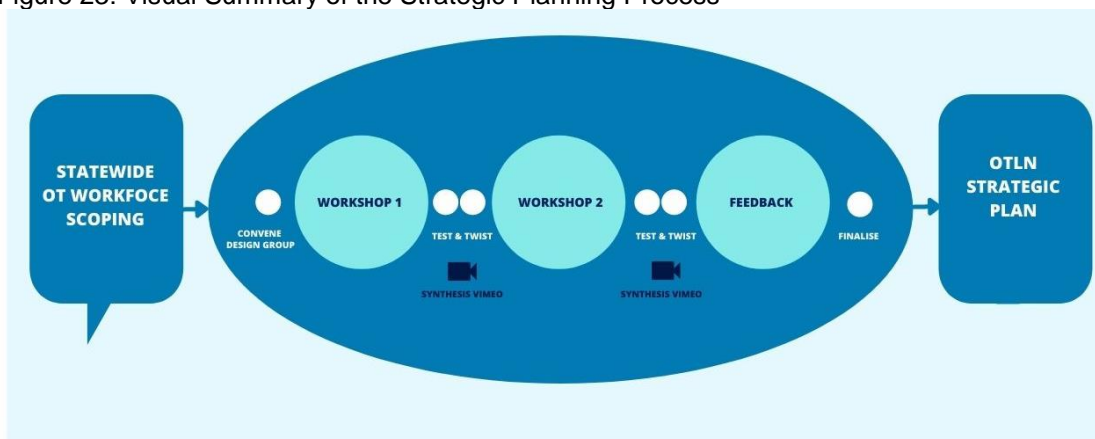 Figure 23: Visual Summary of the Strategic Planning Process
STATEWIDE
OT WORKFOCE
SCOPING
CONVENE
DESIGN GROUP
WORKSHOP 1
TEST & TWIST
SYNTHESIS VIMEO
WORKSHOP 2
TEST & TWIST
SYNTHESIS VIMEO
FEEDBACK
FINALISE
OTLN
STRATEGIC
PLAN